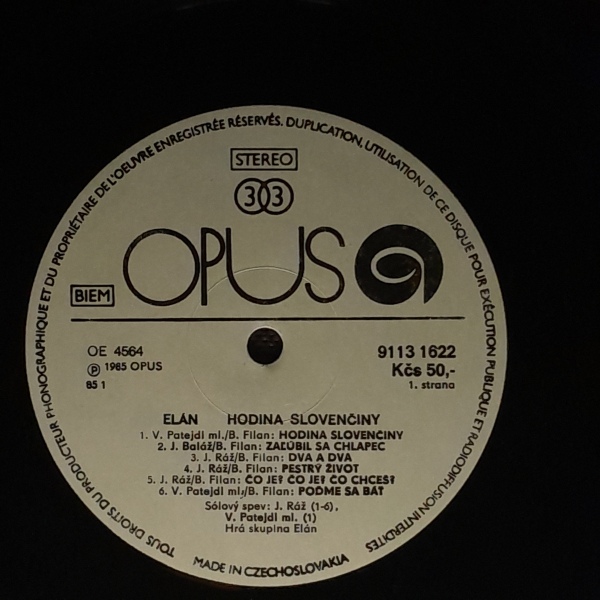 TOUS DROITS DU PRODUCTEUR PHONOGRAPHIQUE ET DU PROPRIÉTAIRE DE L'OEUVRE ENREGISTRÉE RÉSERVÉS. DUPLICATION, UTILISATION DE CE DISQUE POUR EXÉCUTION PUBLIQUE ET RADIODIFFUSION INTERDITES
STEREO
33
OPUS
BIEM
OE 4564
9113 1622
Ⓟ 1985 OPUS
Kčs 50,-
85 1
1. strana
ELÁN HODINA SLOVENČINY
1. V. Patejdl ml./B. Filan: HODINA SLOVENČINY
2. J. Baláž/B. Filan: ZAĽÚBIL SA CHLAPEC
3. J. Ráž/B. Filan: DVA A DVA
4. J. Ráž/B. Filan: PESTRÝ ŽIVOT
5. J. Ráž/B. Filan: ČO JE? ČO JE? ČO CHCEŠ?
6. V. Patejdl ml./B. Filan: POĎME SA BÁŤ
Sólový spev: J. Ráž (1-6),
V. Patejdl ml. (1)
Hrá skupina Elán
MADE IN CZECHOSLOVAKIA